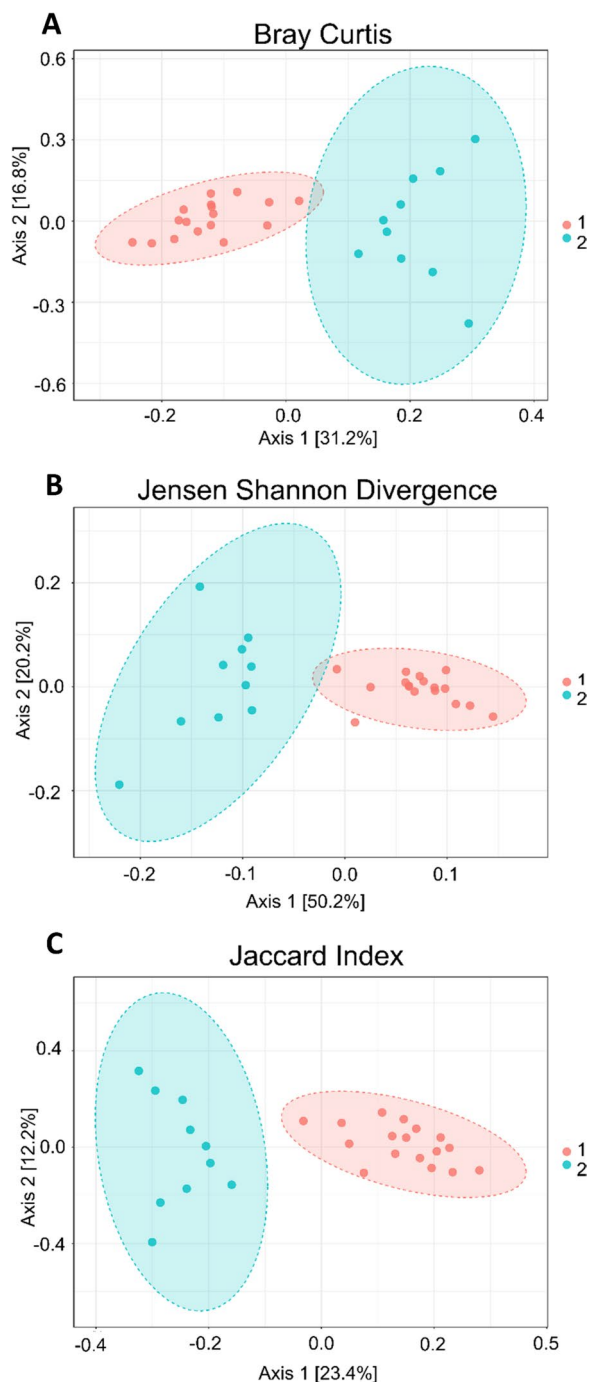 A
Bray Curtis
0.6
0.3
0.0
-0.3
-0.6
Axis 2 [16.8%]
-0.2
0.0
0.2
0.4
Axis 1 [31.2%]
1
2
B
Jensen Shannon Divergence
0.2
0.0
-0.2
Axis 2 [20.2%]
-0.2
-0.1
0.0
0.1
Axis 1 [50.2%]
1
2
C
Jaccard Index
0.4
0.0
-0.4
Axis 2 [12.2%]
-0.4
-0.2
0.0
0.2
0.5
Axis 1 [23.4%]
1
2